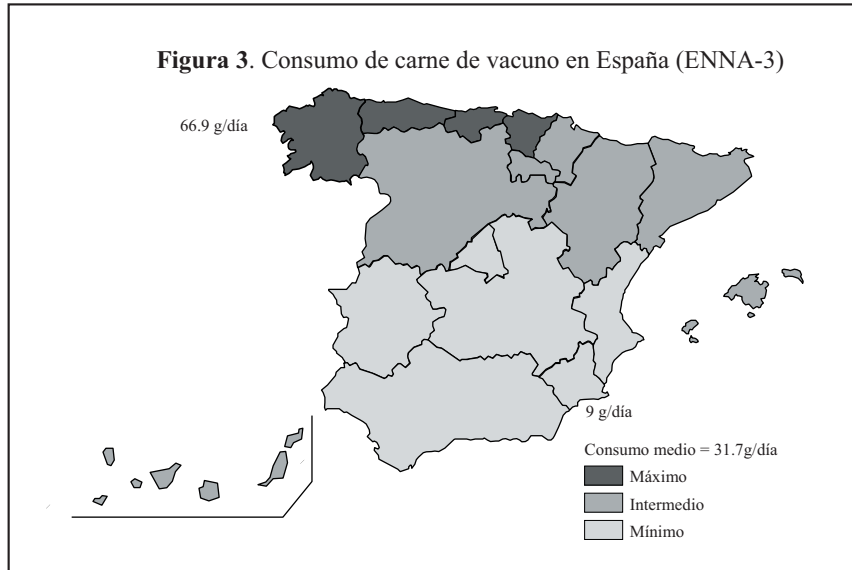 Figura 3. Consumo de carne de vacuno en España (ENNA-3)
66.9 g/día
9 g/día
Consumo medio = 31.7g/día
Máximo
Intermedio
Mínimo